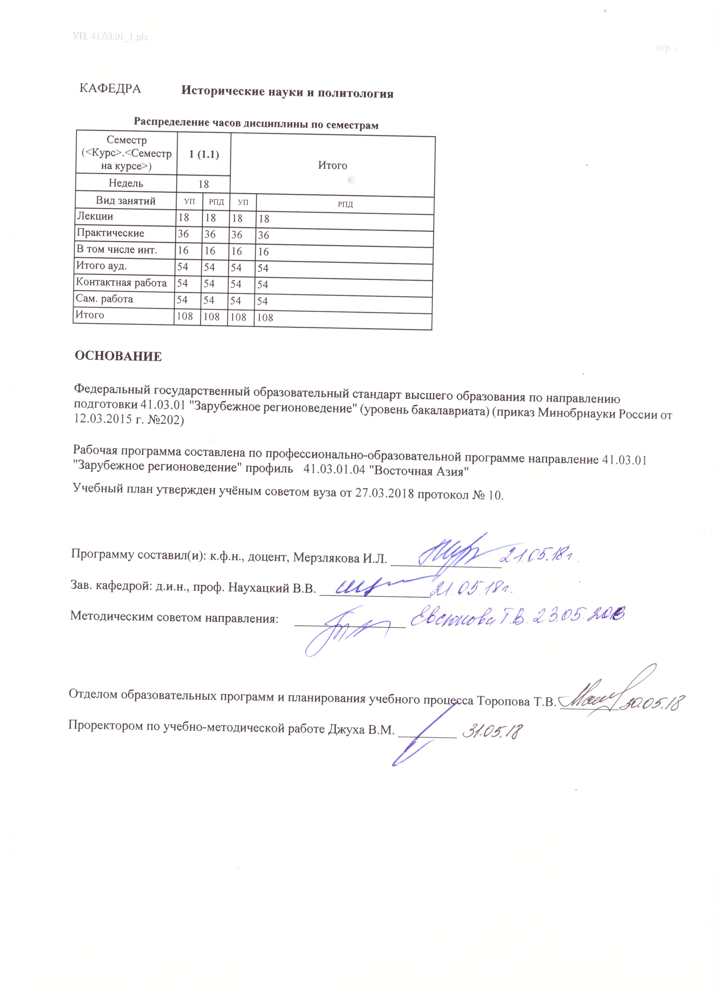 УП: 41.03.01_1.plx
стр. 2
КАФЕДРА Исторические науки и политология
Распределение часов дисциплины по семестрам
Семестр
(<Курс>.<Семестр
на курсе>)
1 (1.1)
Итого
Недель 18
Вид занятий УП РПД УП РПД
Лекции 18 18 18 18
Практические 36 36 36 36
В том числе инт. 16 16 16 16
Итого ауд. 54 54 54 54
Контактная работа 54 54 54 54
Сам. работа 54 54 54 54
Итого 108 108 108 108
ОСНОВАНИЕ
Федеральный государственный образовательный стандарт высшего образования по направлению
подготовки 41.03.01 "Зарубежное регионоведение" (уровень бакалавриата) (приказ Минобрнауки России от
12.03.2015 г. №202)
Рабочая программа составлена по профессионально-образовательной программе направление 41.03.01
"Зарубежное регионоведение" профиль 41.03.01.04 "Восточная Азия"
Учебный план утвержден учёным советом вуза от 27.03.2018 протокол № 10.
Программу составил(и): к.ф.н., доцент, Мерзлякова И.Л. 21.05.18г.
Зав. кафедрой: д.и.н., проф. Наухацкий В.В. 21.05.18г.
Методическим советом направления: Евсюкова Т.В. 23.05.2018
Отделом образовательных программ и планирования учебного процесса Торопова Т.В. 30.05.18
Проректором по учебно-методической работе Джуха В.М. 31.05.18